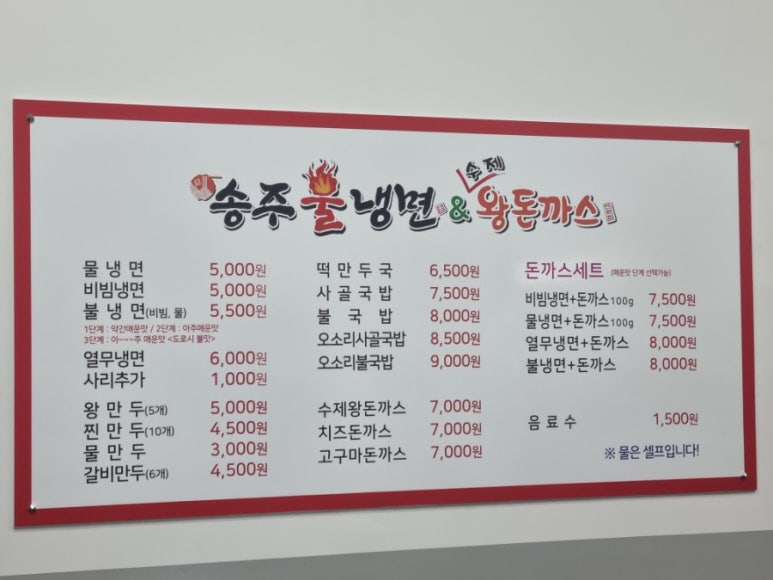 송주불냉면 & 수제 왕돈까스
물냉면 5,000원
비빔냉면 5,000원
불냉면(비빔, 물) 5,500원
1단계 : 약간매운맛 / 2단계 : 아주매운맛
3단계 : 아~~~주 매운맛 <도로시 불맛>
열무냉면 6,000원
사리추가 1,000원
왕만두(5개) 5,000원
찐만두(10개) 4,500원
물만두 3,000원
갈비만두(6개) 4,500원
떡만두국 6,500원
사골국밥 7,500원
불국밥 8,000원
오소리사골국밥 8,500원
오소리불국밥 9,000원
수제왕돈까스 7,000원
치즈돈까스 7,000원
고구마돈까스 7,000원
돈까스세트 (매운맛 단계 선택가능)
비빔냉면+돈까스100g 7,500원
물냉면+돈까스100g 7,500원
열무냉면+돈까스 8,000원
불냉면+돈까스 8,000원
음료수 1,500원
※ 물은 셀프입니다!